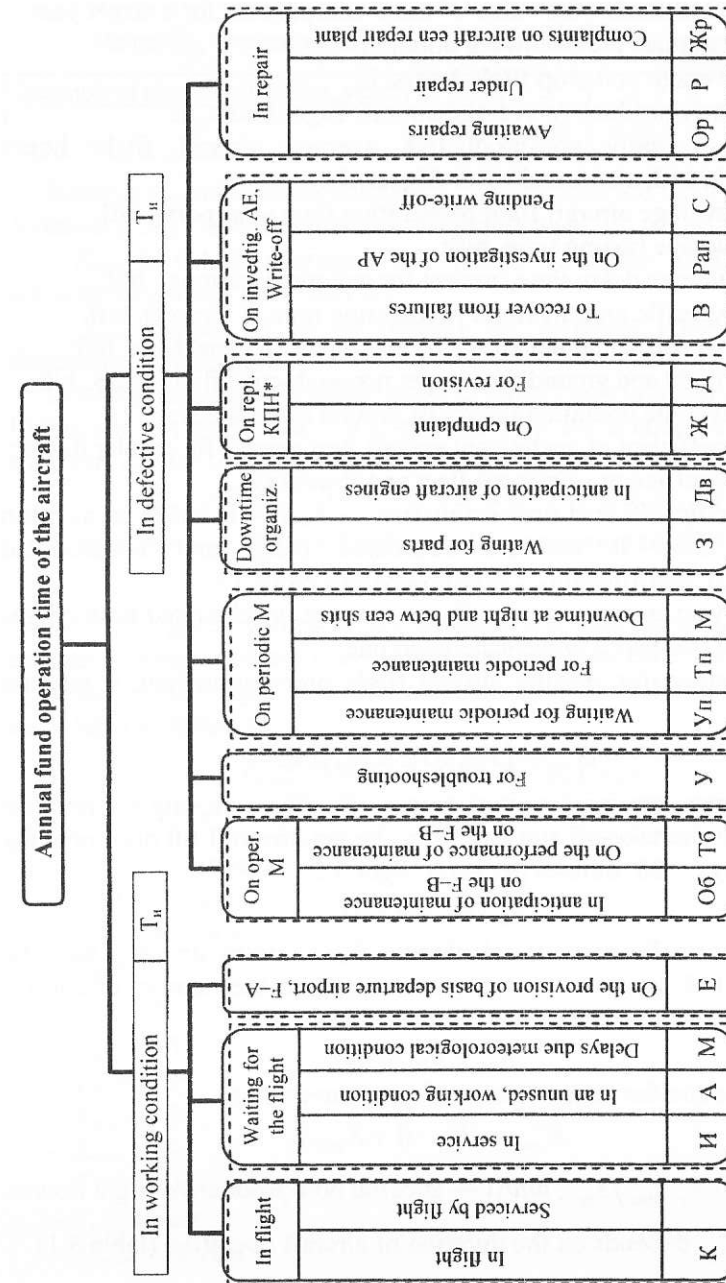 Annual fund operation time of the aircraft
In working condition
Tи
In defective condition
Tи
In flight
In flight
Serviced by flight
К
Waiting for
the flight
In service
In an unused, working condition
Delays due meteorological condition
И
А
М
On provision of basis departure airport, F–A
Е
On oper.
M
In anticipation of maintenance
on the F–B
On the performance of maintenance
on the F–B
Об
Тб
For troubleshooting
У
On periodic M
Waiting for periodic maintenance
For periodic maintenance
Downtime at night and betw een shits
Уп
Тп
М
Downtime
organiz.
Waiting for parts
In anticipation of aircraft engines
З
Дв
On repl.
КПН*
On cpmplaint
For revision
Ж
Д
On invedtig. AE,
Write-off
To recover from failures
On the investigation of the AP
Pending write-off
В
Рап
С
In repair
Awaiting repairs
Under repair
Complaints on aircraft een repair plant
Ор
Р
Жр